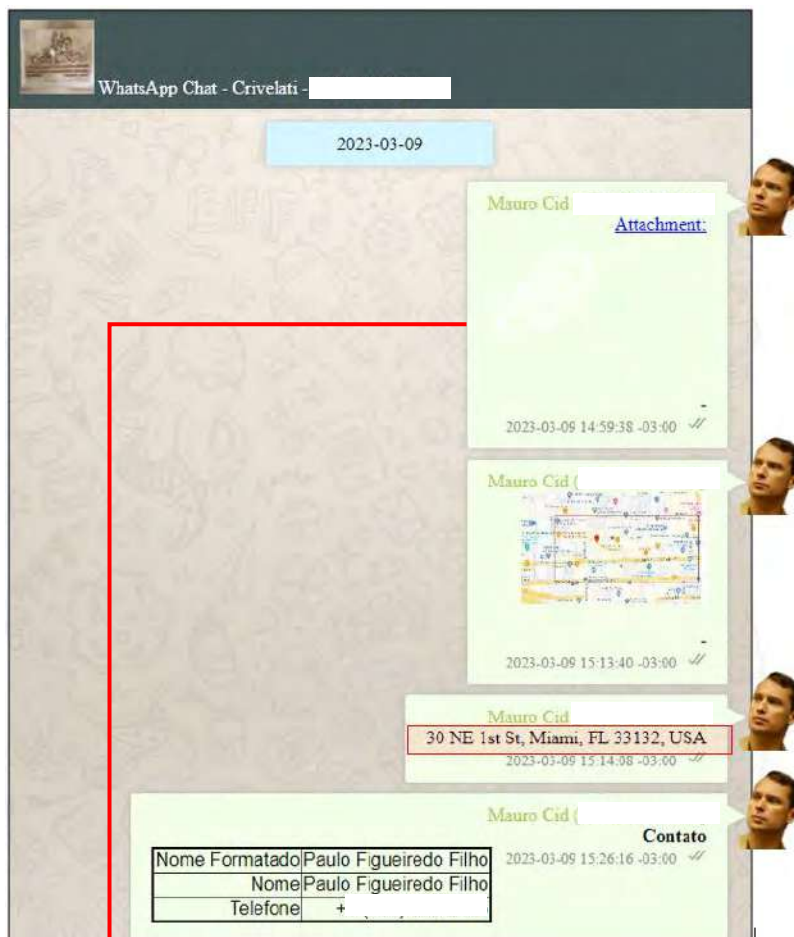 WhatsApp Chat - Crivelati -
2023-03-09
Mauro Cid
Attachment:
-
2023-03-09 14:59:38 -03:00
Mauro Cid (
-
2023-03-09 15:13:40 -03:00
Mauro Cid
30 NE 1st St, Miami, FL 33132, USA
2023-03-09 15:14:08 -03:00
Mauro Cid (
Contato
Nome Formatado Paulo Figueiredo Filho
2023-03-09 15:26:16 -03:00
Nome Paulo Figueiredo Filho
Telefone +